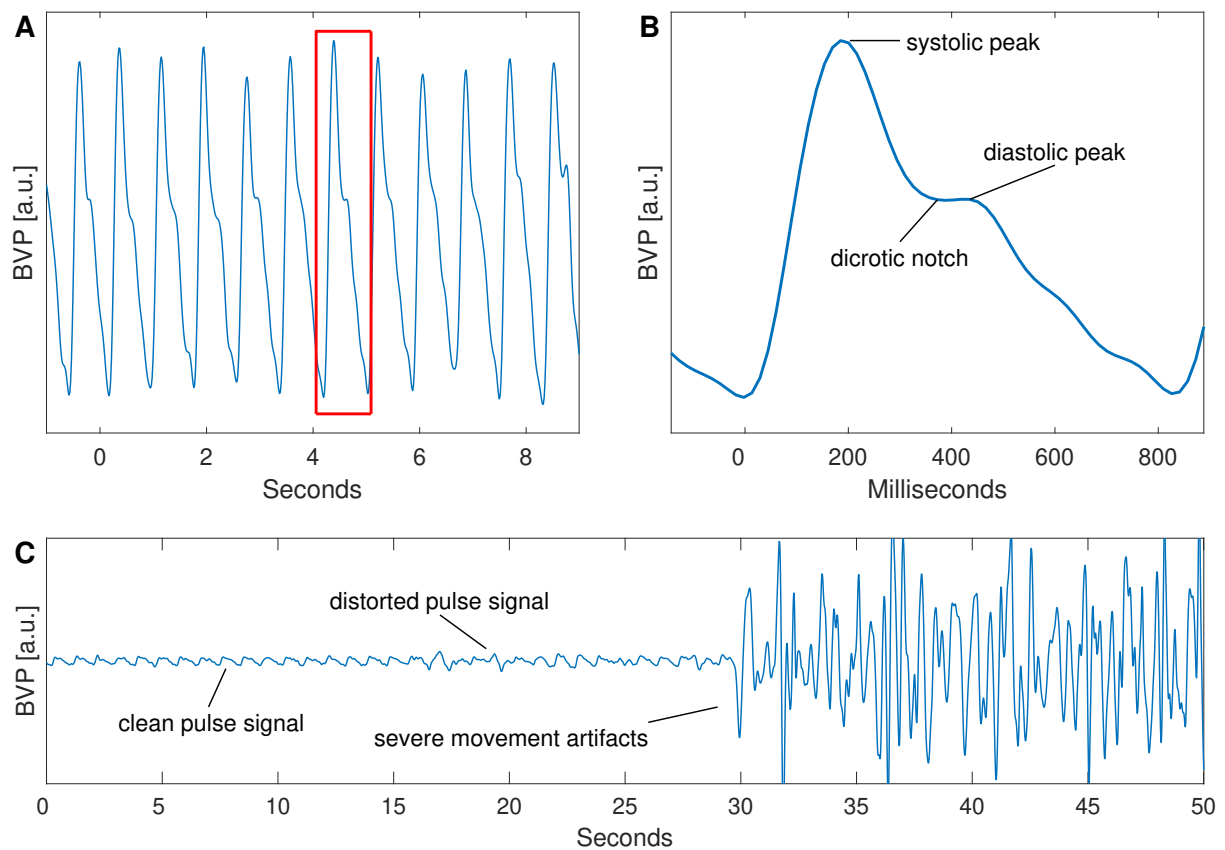 A
BVP [a.u.]
0 2 4 6 8
Seconds
B
systolic peak
diastolic peak
dicrotic notch
BVP [a.u.]
0 200 400 600 800
Milliseconds
C
distorted pulse signal
clean pulse signal
severe movement artifacts
BVP [a.u.]
0 5 10 15 20 25 30 35 40 45 50
Seconds